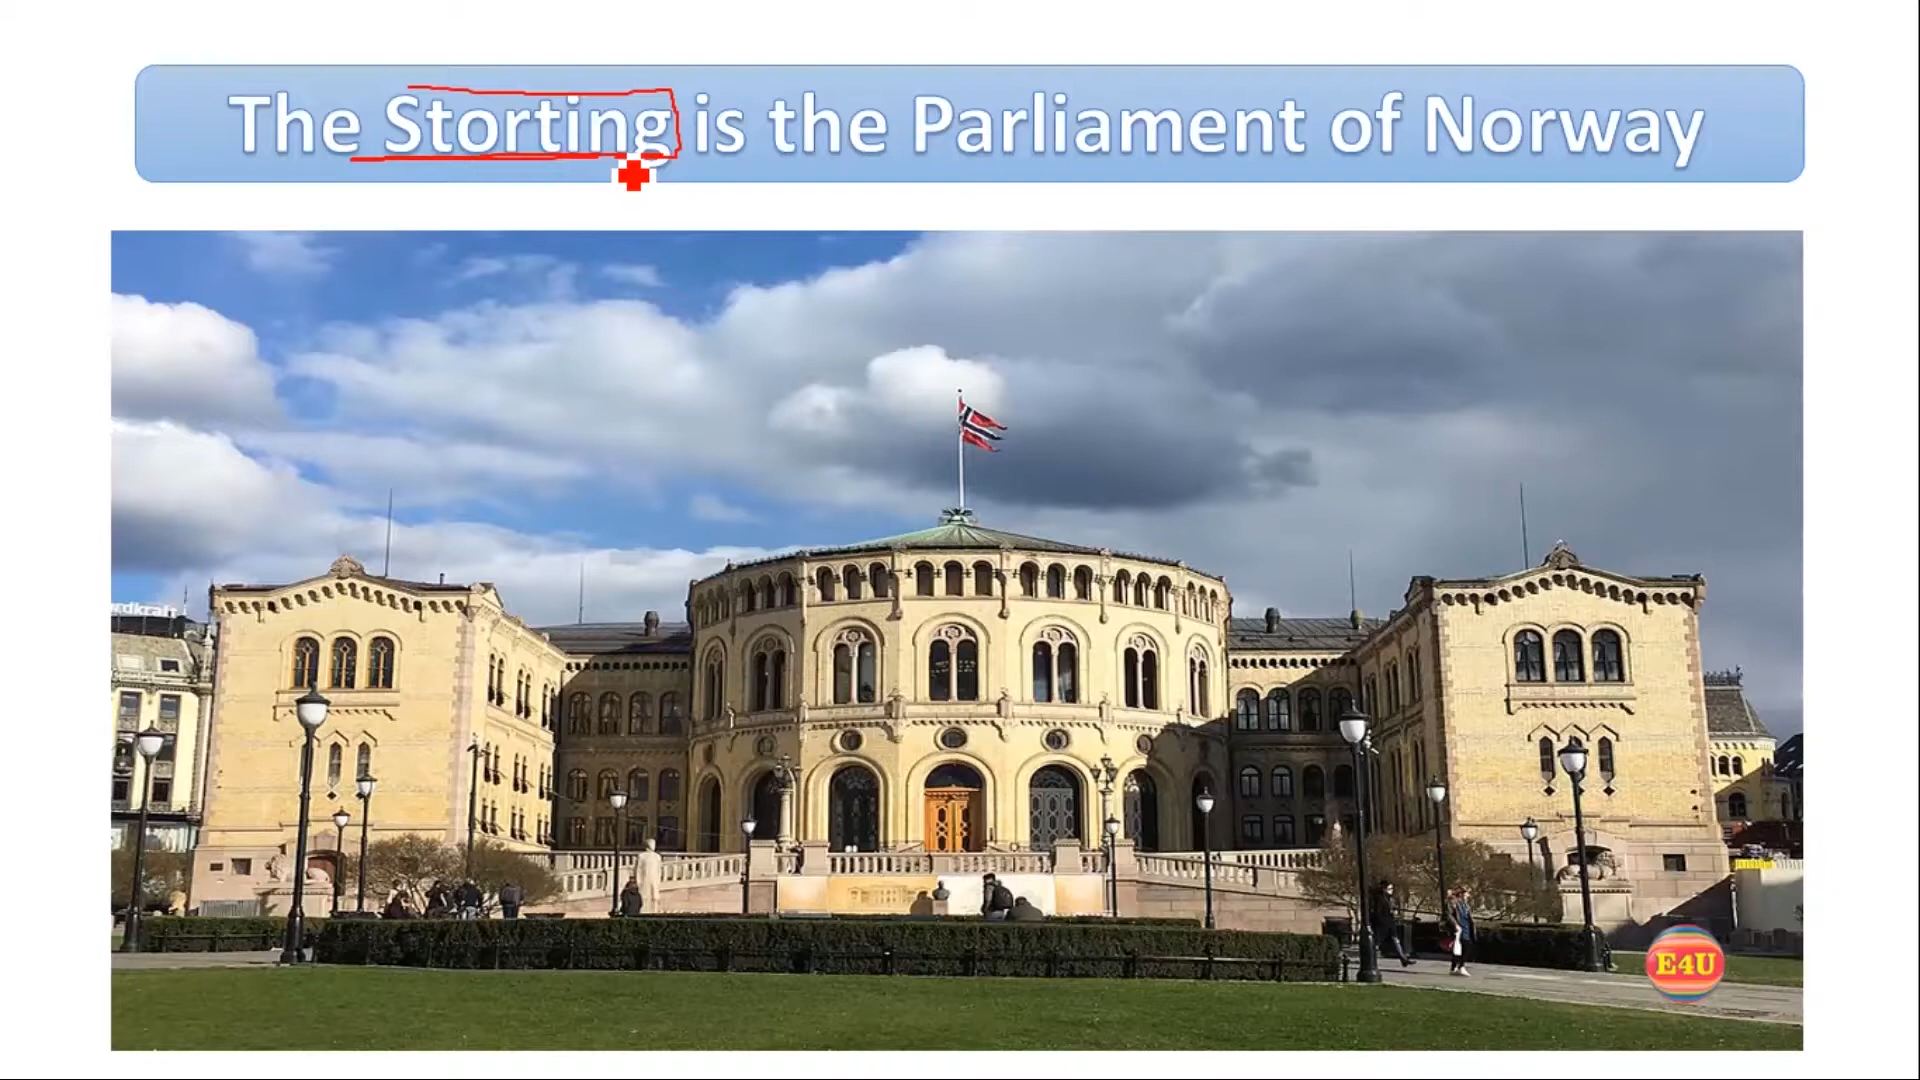 The Storting is the Parliament of Norway
E4U